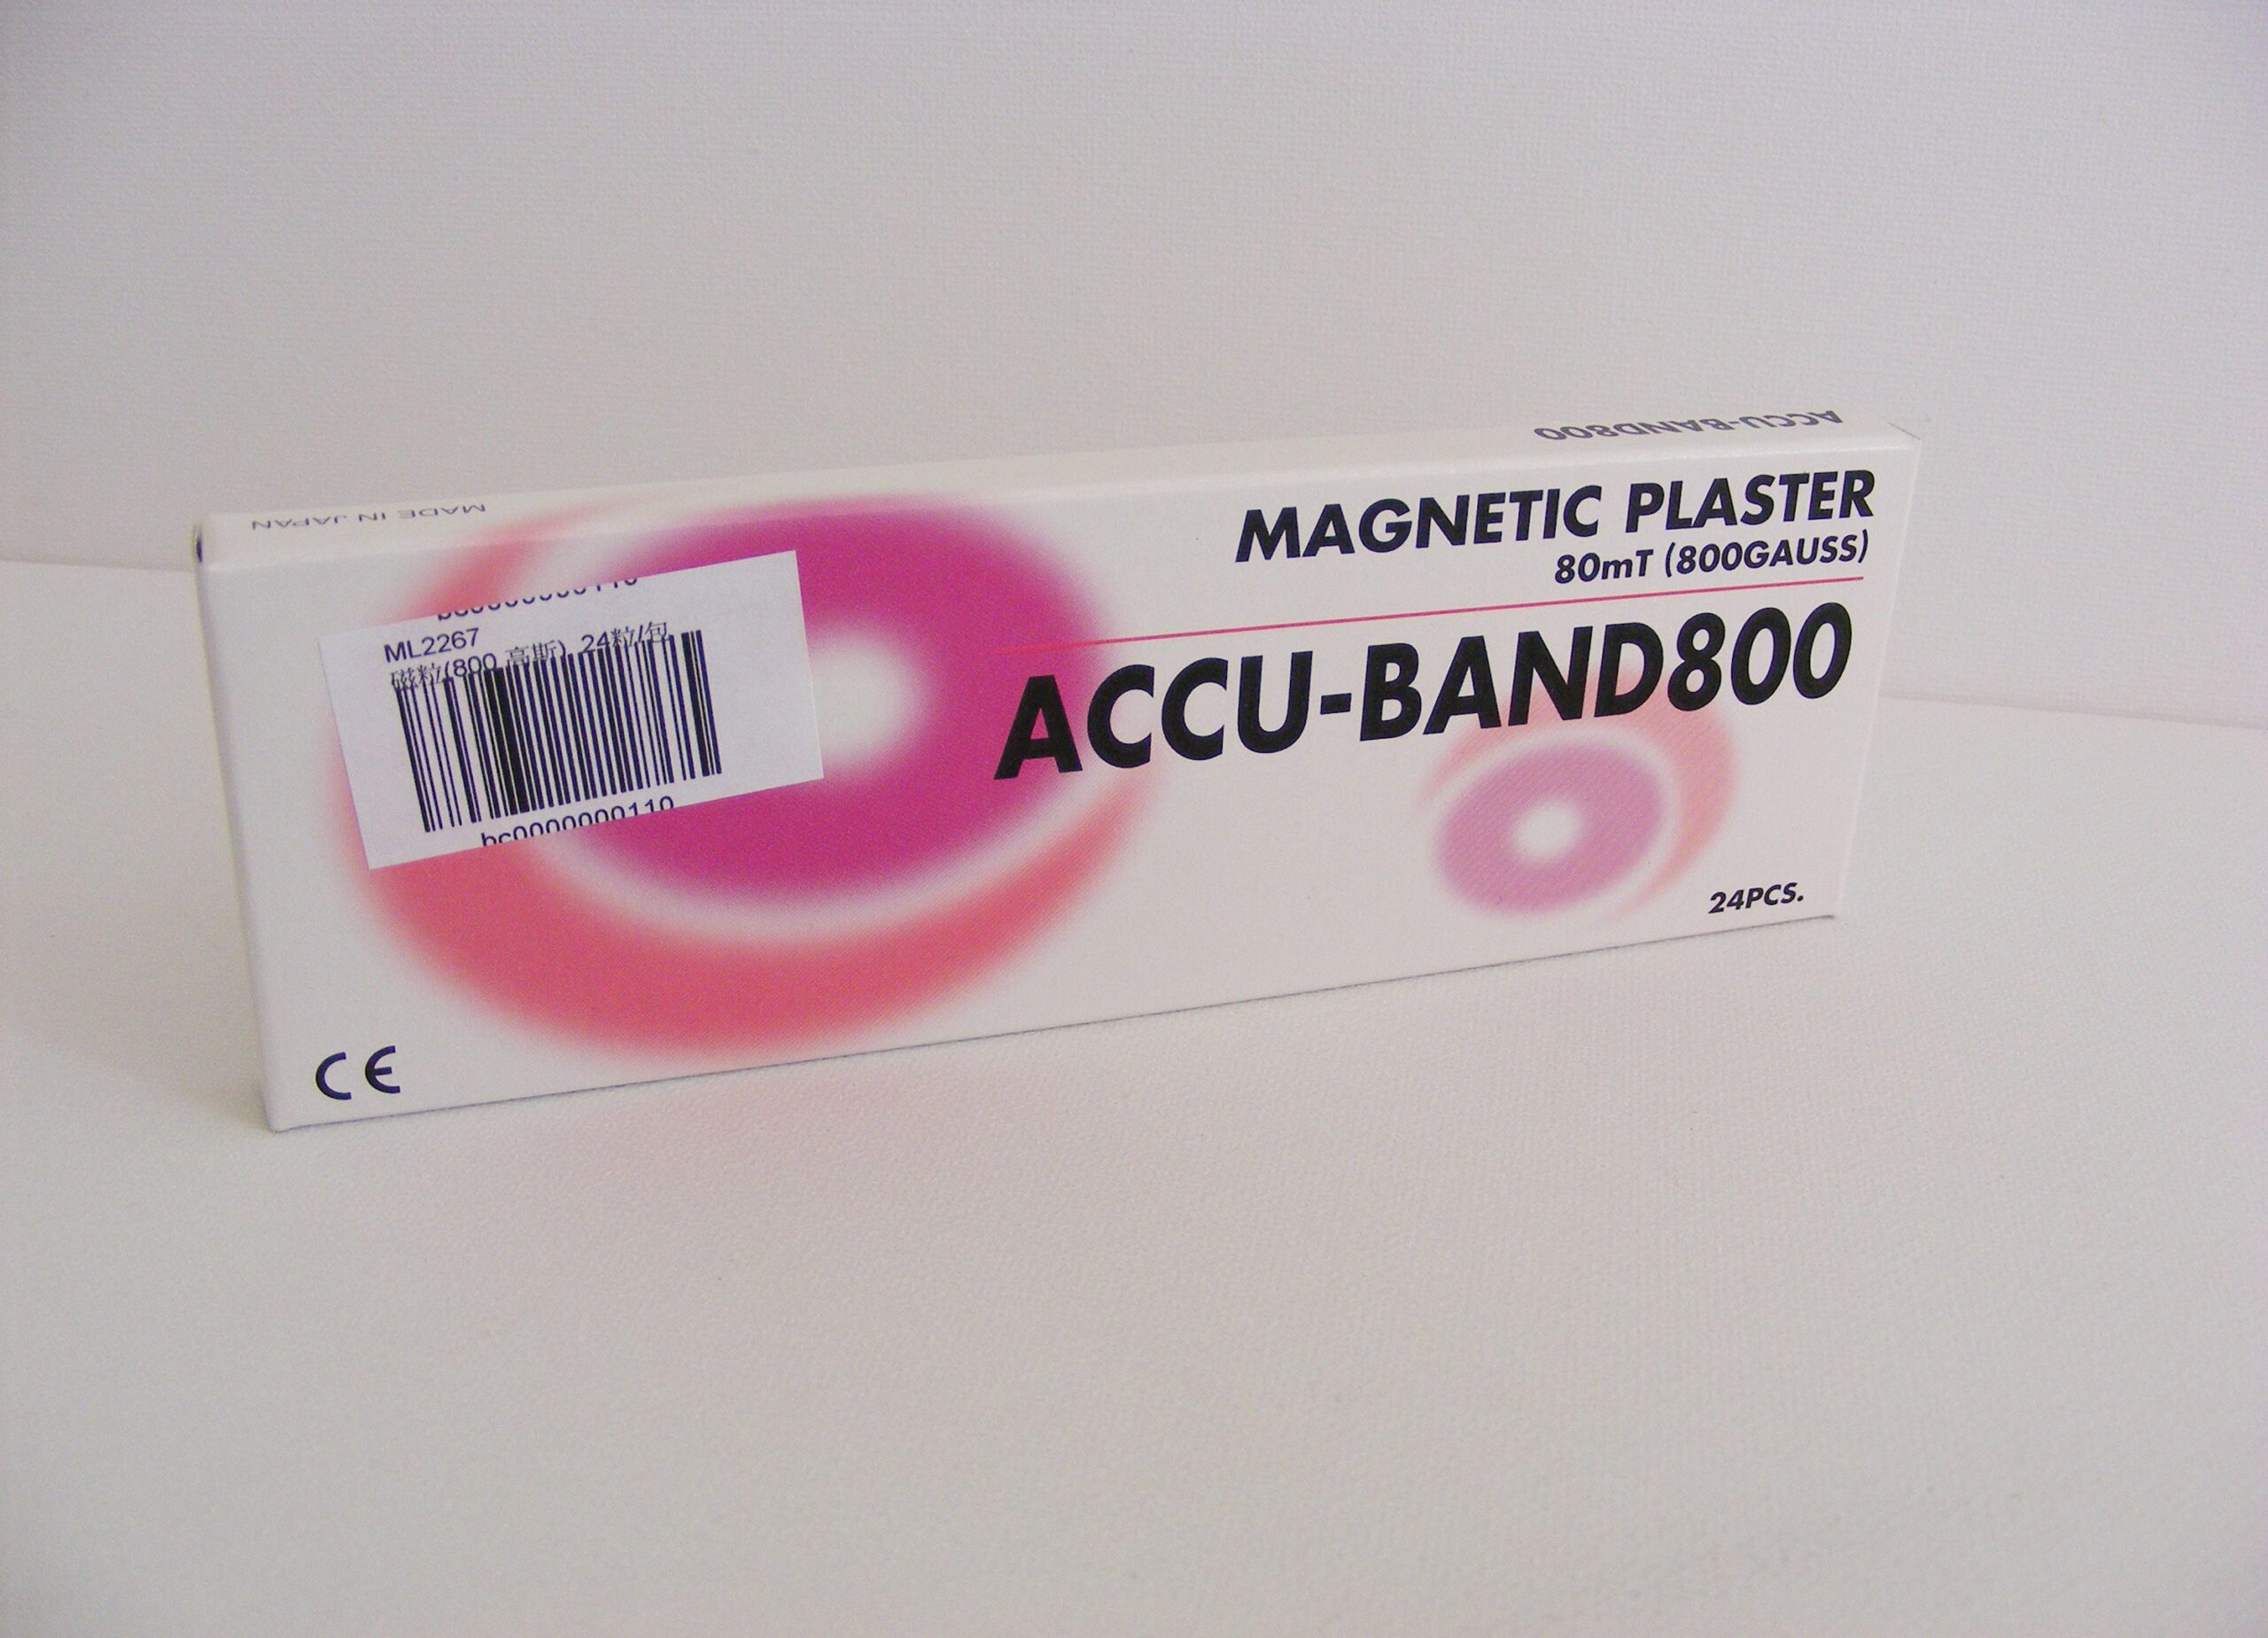 ACCU-BAND800
MADE IN JAPAN
MAGNETIC PLASTER
80mT (800GAUSS)
ACCU-BAND800
ML2267
磁粒(800 高斯) 24粒/包
bc0000000110
24PCS.
CE